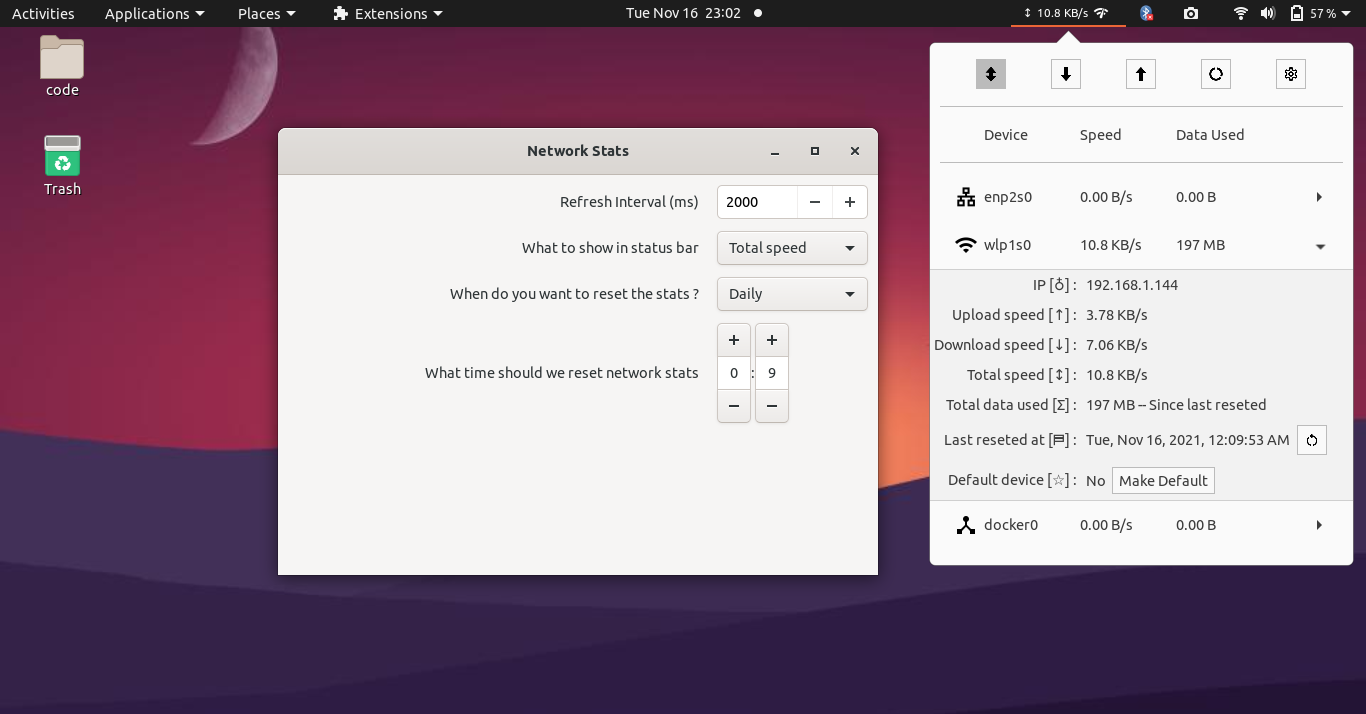 Activities Applications Places Extensions Tue Nov 16 23:02 ↕ 10.8 KB/s 57 %
code
Trash
Network Stats
Refresh Interval (ms) 2000 − +
What to show in status bar Total speed
When do you want to reset the stats ? Daily
+ +
What time should we reset network stats 0 : 9
− −
Device Speed Data Used
enp2s0 0.00 B/s 0.00 B
wlp1s0 10.8 KB/s 197 MB
IP [♁] : 192.168.1.144
Upload speed [↑] : 3.78 KB/s
Download speed [↓] : 7.06 KB/s
Total speed [↕] : 10.8 KB/s
Total data used [Σ] : 197 MB -- Since last reseted
Last reseted at [⛿] : Tue, Nov 16, 2021, 12:09:53 AM
Default device [☆] : No Make Default
docker0 0.00 B/s 0.00 B